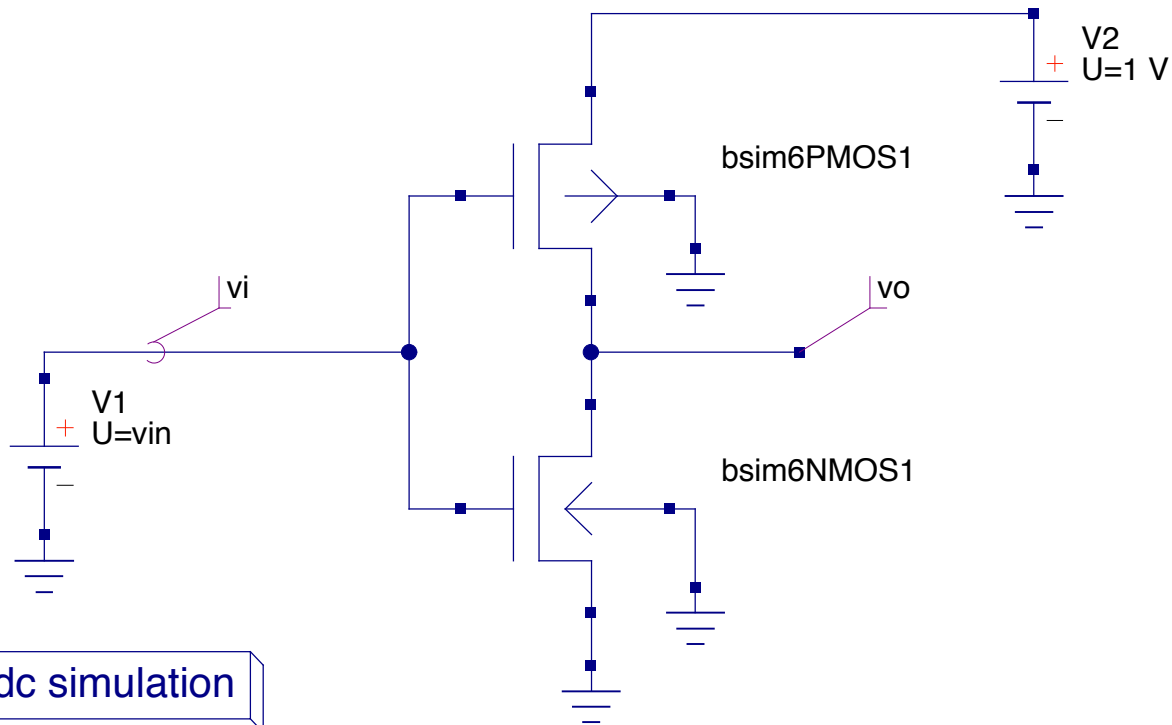 V2
+
U=1 V
–
bsim6PMOS1
vi
vo
V1
+
U=vin
–
bsim6NMOS1
dc simulation